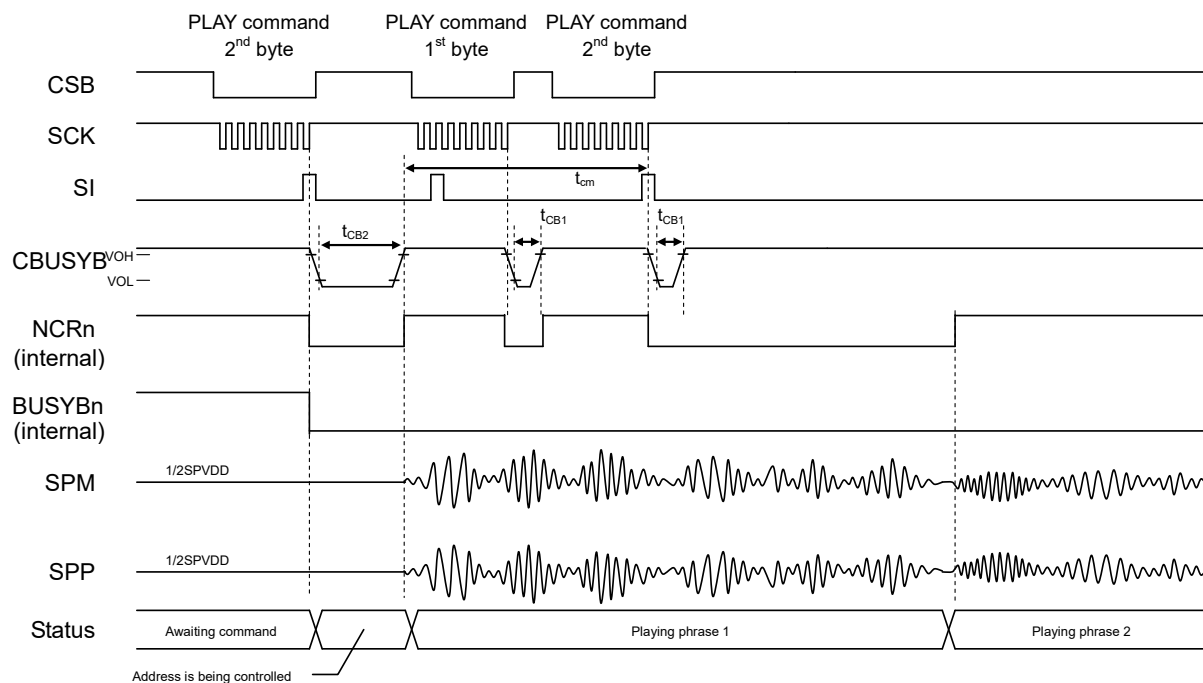 PLAY command
2nd byte
PLAY command
1st byte
PLAY command
2nd byte
CSB
SCK
SI
tcm
tCB2
tCB1
tCB1
CBUSYB
VOH
VOL
NCRn
(internal)
BUSYBn
(internal)
SPM
1/2SPVDD
SPP
1/2SPVDD
Status
Awaiting command
Playing phrase 1
Playing phrase 2
Address is being controlled